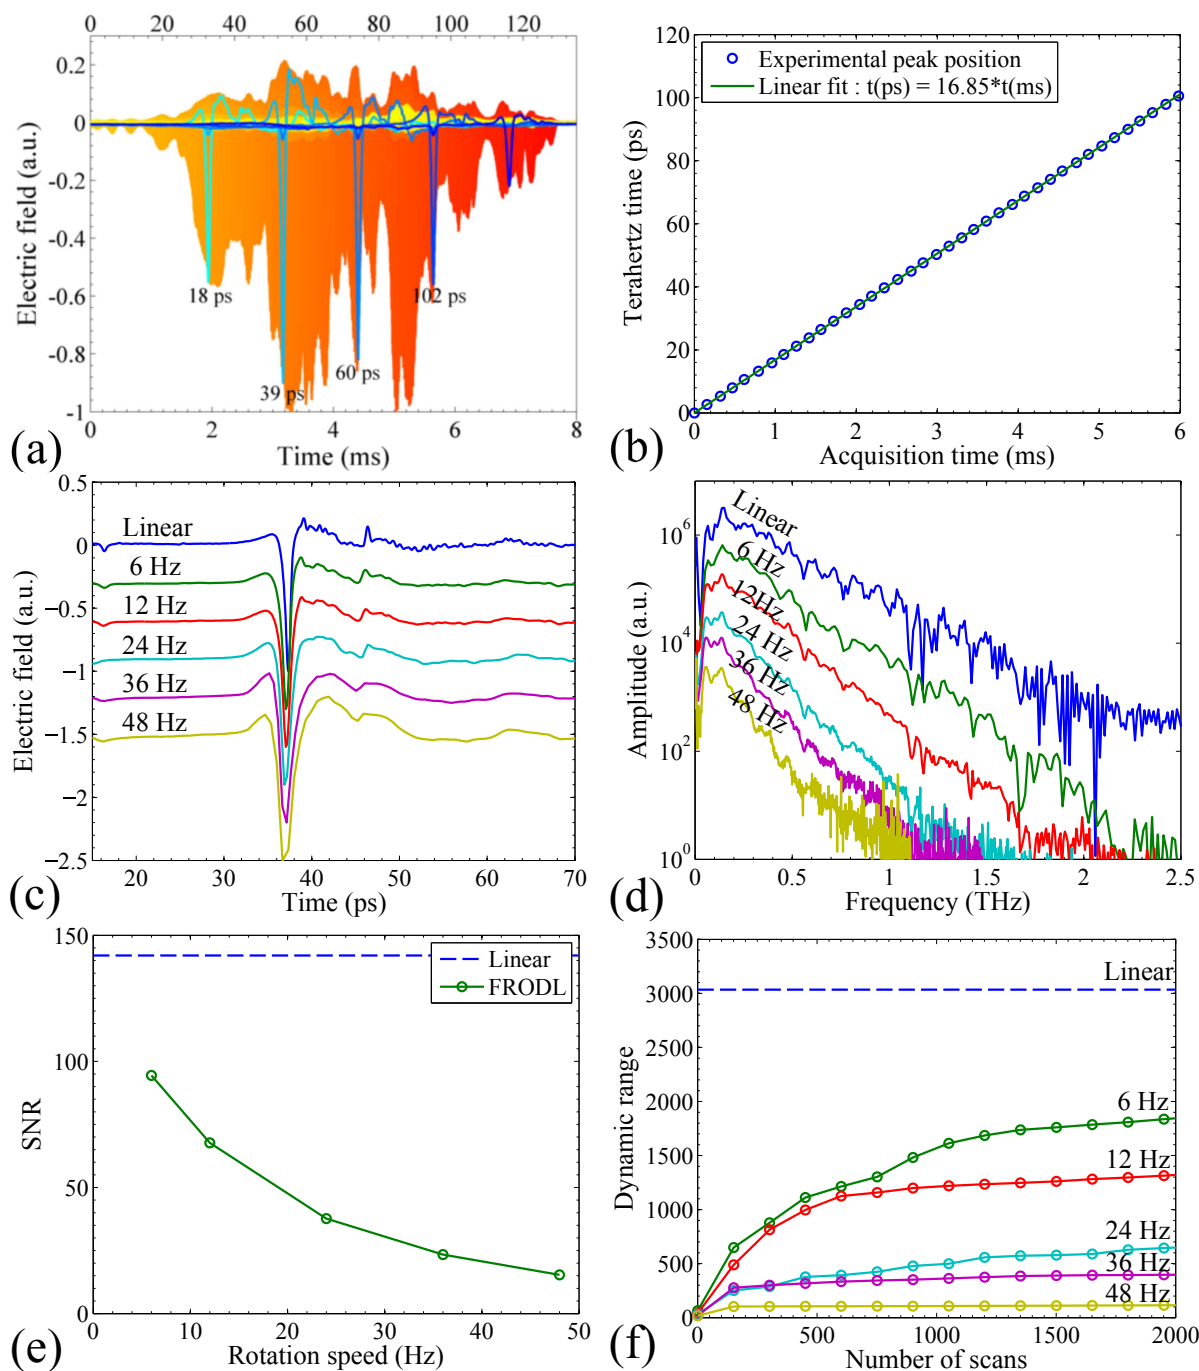 0 20 40 60 80 100 120
0.2
0
-0.2
-0.4
-0.6
-0.8
-1
Electric field (a.u.)
18 ps
39 ps
60 ps
102 ps
0 2 4 6 8
Time (ms)
(a)
120
100
80
60
40
20
0
Terahertz time (ps)
Experimental peak position
Linear fit : t(ps) = 16.85*t(ms)
0 1 2 3 4 5 6
Acquisition time (ms)
(b)
0.5
0
−0.5
−1
−1.5
−2
−2.5
Electric field (a.u.)
Linear
6 Hz
12 Hz
24 Hz
36 Hz
48 Hz
20 30 40 50 60 70
Time (ps)
(c)
10^6
10^4
10^2
10^0
Amplitude (a.u.)
Linear
6 Hz
12Hz
24 Hz
36 Hz
48 Hz
0 0.5 1 1.5 2 2.5
Frequency (THz)
(d)
150
100
50
0
SNR
Linear
FRODL
0 10 20 30 40 50
Rotation speed (Hz)
(e)
3500
3000
2500
2000
1500
1000
500
0
Dynamic range
Linear
6 Hz
12 Hz
24 Hz
36 Hz
48 Hz
0 500 1000 1500 2000
Number of scans
(f)